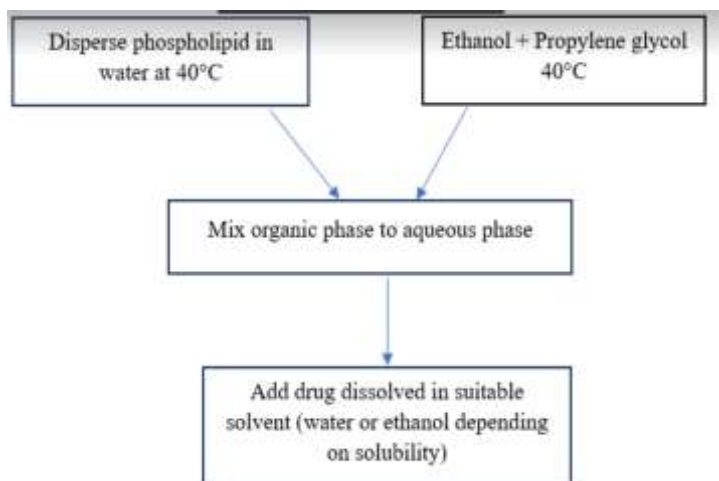 Disperse phospholipid in
water at 40°C
Ethanol + Propylene glycol
40°C
Mix organic phase to aqueous phase
Add drug dissolved in suitable
solvent (water or ethanol depending
on solubility)